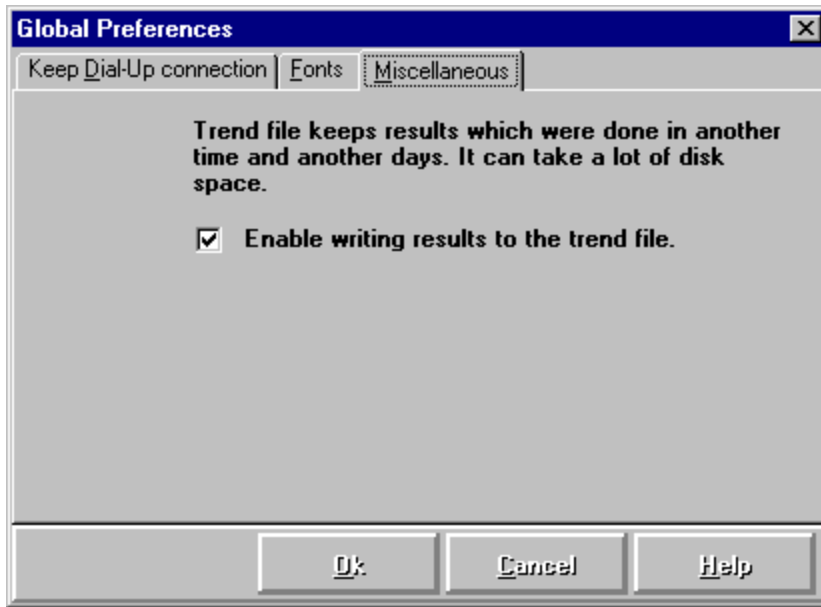 Global Preferences
Keep Dial-Up connection Fonts Miscellaneous
Trend file keeps results which were done in another
time and another days. It can take a lot of disk
space.
Enable writing results to the trend file.
Ok Cancel Help